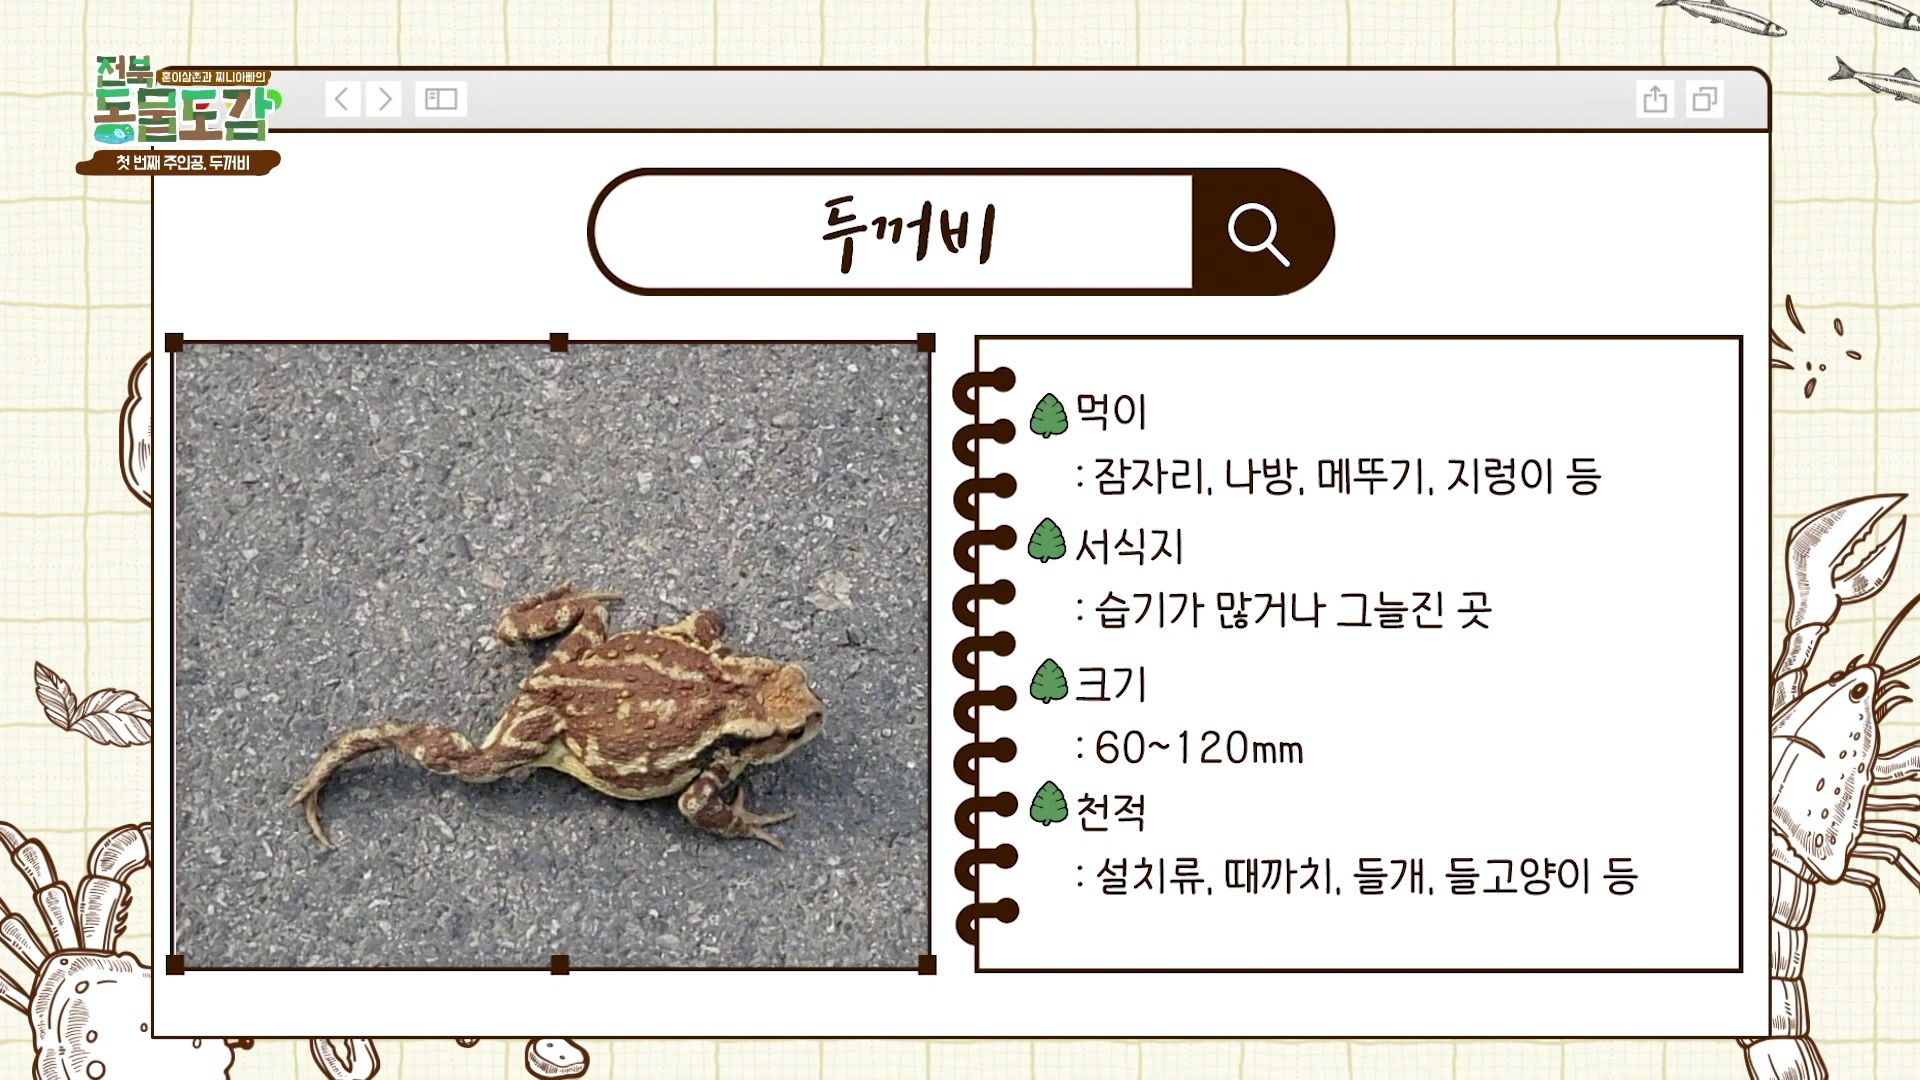 전북
훈이삼촌과 찌니아빠의
동물도감
첫 번째 주인공, 두꺼비
두꺼비
먹이
: 잠자리, 나방, 메뚜기, 지렁이 등
서식지
: 습기가 많거나 그늘진 곳
크기
: 60~120mm
천적
: 설치류, 때까치, 들개, 들고양이 등